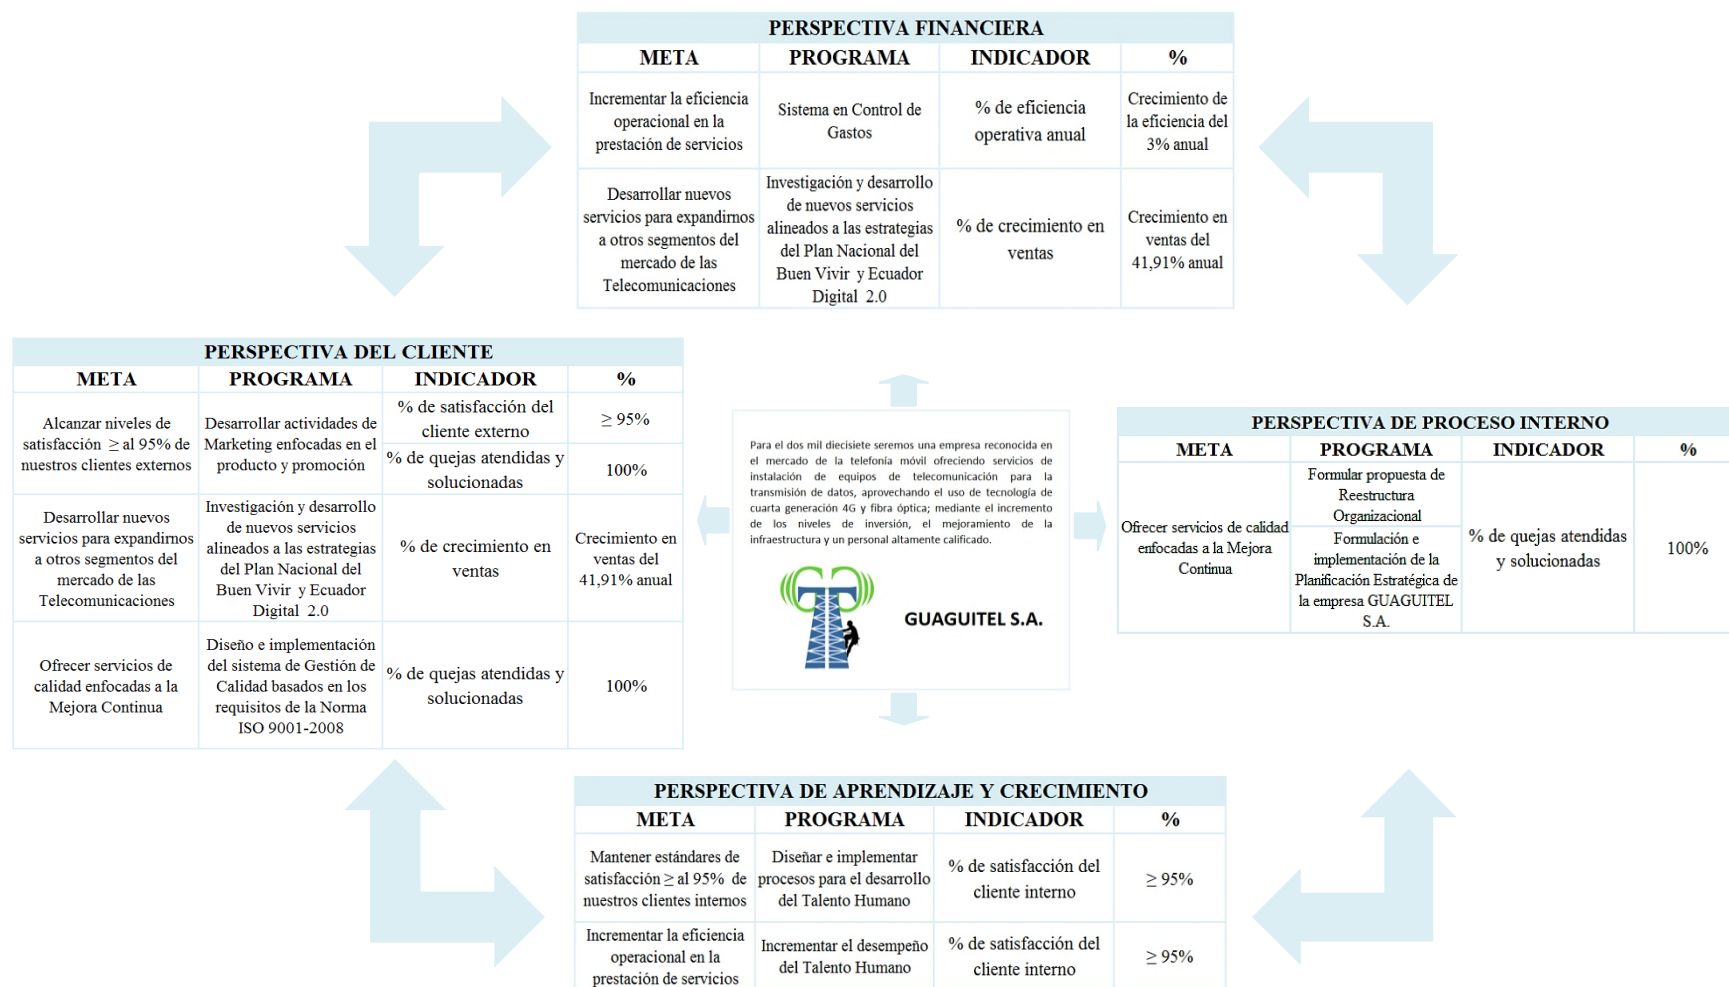 PERSPECTIVA FINANCIERA
META PROGRAMA INDICADOR %
Incrementar la eficiencia
operacional en la
prestación de servicios
Sistema en Control de
Gastos
% de eficiencia
operativa anual
Crecimiento de
la eficiencia del
3% anual
Desarrollar nuevos
servicios para expandirnos
a otros segmentos del
mercado de las
Telecomunicaciones
Investigación y desarrollo
de nuevos servicios
alineados a las estrategias
del Plan Nacional del
Buen Vivir y Ecuador
Digital 2.0
% de crecimiento en
ventas
Crecimiento en
ventas del
41,91% anual
PERSPECTIVA DEL CLIENTE
META PROGRAMA INDICADOR %
Alcanzar niveles de
satisfacción ≥ al 95% de
nuestros clientes externos
Desarrollar actividades de
Marketing enfocadas en el
producto y promoción
% de satisfacción del
cliente externo
≥ 95%
% de quejas atendidas y
solucionadas
100%
Desarrollar nuevos
servicios para expandirnos
a otros segmentos del
mercado de las
Telecomunicaciones
Investigación y desarrollo
de nuevos servicios
alineados a las estrategias
del Plan Nacional del
Buen Vivir y Ecuador
Digital 2.0
% de crecimiento en
ventas
Crecimiento en
ventas del
41,91% anual
Ofrecer servicios de
calidad enfocadas a la
Mejora Continua
Diseño e implementación
del sistema de Gestión de
Calidad basados en los
requisitos de la Norma
ISO 9001-2008
% de quejas atendidas y
solucionadas
100%
Para el dos mil diecisiete seremos una empresa reconocida en
el mercado de la telefonía móvil ofreciendo servicios de
instalación de equipos de telecomunicación para la
transmisión de datos, aprovechando el uso de tecnología de
cuarta generación 4G y fibra óptica; mediante el incremento
de los niveles de inversión, el mejoramiento de la
infraestructura y un personal altamente calificado.
GUAGUITEL S.A.
PERSPECTIVA DE PROCESO INTERNO
META PROGRAMA INDICADOR %
Ofrecer servicios de calidad
enfocadas a la Mejora
Continua
Formular propuesta de
Reestructura
Organizacional
Formulación e
implementación de la
Planificación Estratégica de
la empresa GUAGUITEL
S.A.
% de quejas atendidas
y solucionadas
100%
PERSPECTIVA DE APRENDIZAJE Y CRECIMIENTO
META PROGRAMA INDICADOR %
Mantener estándares de
satisfacción ≥ al 95% de
nuestros clientes internos
Diseñar e implementar
procesos para el desarrollo
del Talento Humano
% de satisfacción del
cliente interno
≥ 95%
Incrementar la eficiencia
operacional en la
prestación de servicios
Incrementar el desempeño
del Talento Humano
% de satisfacción del
cliente interno
≥ 95%